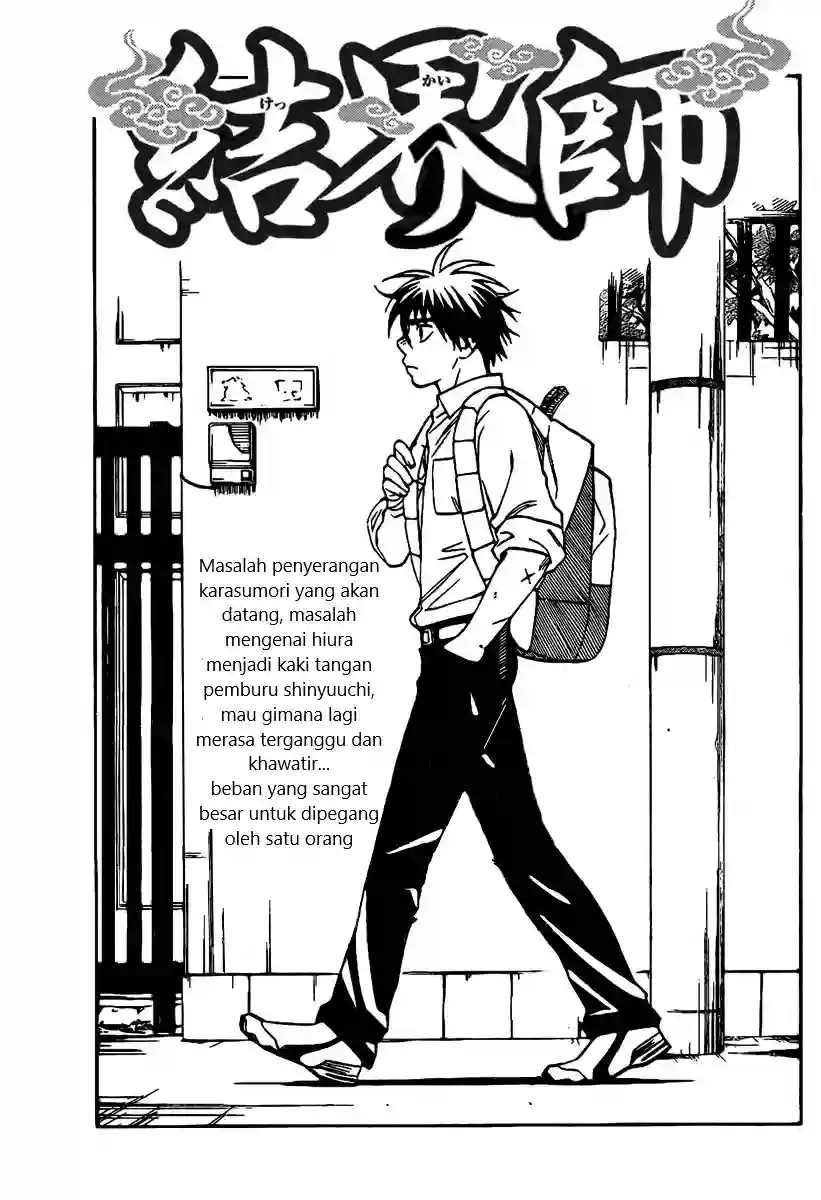 結界師
けっ かい し
Masalah penyerangan
karasumori yang akan
datang, masalah
mengenai hiura
menjadi kaki tangan
pemburu shinyuuchi,
mau gimana lagi
merasa terganggu dan
khawatir...
beban yang sangat
besar untuk dipegang
oleh satu orang